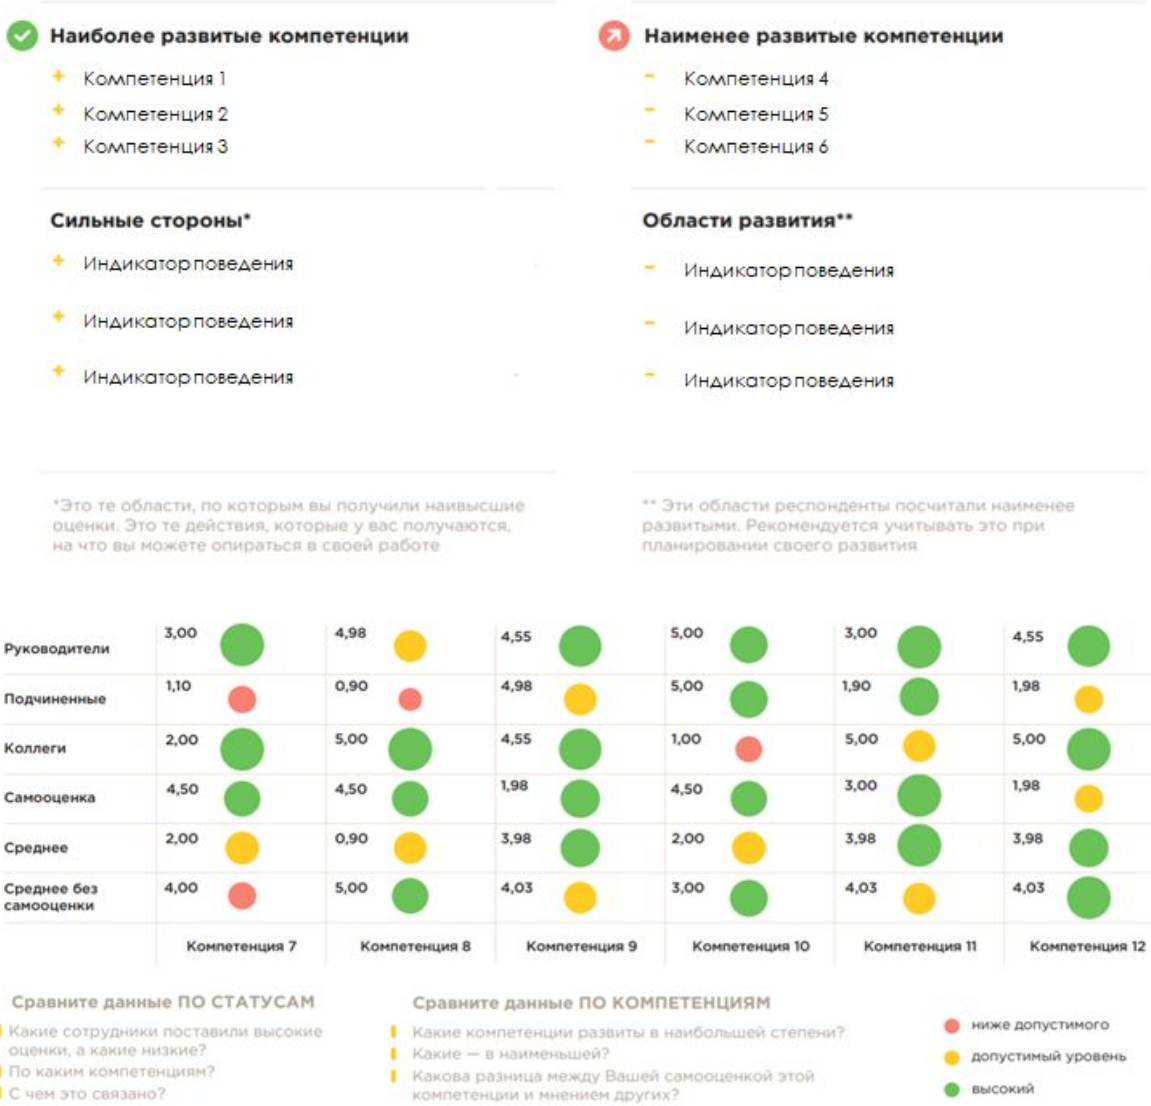 Наиболее развитые компетенции
+ Компетенция 1
+ Компетенция 2
+ Компетенция 3
Наименее развитые компетенции
- Компетенция 4
- Компетенция 5
- Компетенция 6
Сильные стороны*
+ Индикатор поведения
+ Индикатор поведения
+ Индикатор поведения
Области развития**
- Индикатор поведения
- Индикатор поведения
- Индикатор поведения
*Это те области, по которым вы получили наивысшие
оценки. Это те действия, которые у вас получаются,
на что вы можете опираться в своей работе
** Эти области респонденты посчитали наименее
развитыми. Рекомендуется учитывать это при
планировании своего развития
Руководители 3,00 4,98 4,55 5,00 3,00 4,55
Подчиненные 1,10 0,90 4,98 5,00 1,90 1,98
Коллеги 2,00 5,00 4,55 1,00 5,00 5,00
Самооценка 4,50 4,50 1,98 4,50 3,00 1,98
Среднее 2,00 0,90 3,98 2,00 3,98 3,98
Среднее без
самооценки 4,00 5,00 4,03 3,00 4,03 4,03
Компетенция 7 Компетенция 8 Компетенция 9 Компетенция 10 Компетенция 11 Компетенция 12
Сравните данные ПО СТАТУСАМ
Какие сотрудники поставили высокие
оценки, а какие низкие?
По каким компетенциям?
С чем это связано?
Сравните данные ПО КОМПЕТЕНЦИЯМ
Какие компетенции развиты в наибольшей степени?
Какие — в наименьшей?
Какова разница между Вашей самооценкой этой
компетенции и мнением других?
ниже допустимого
допустимый уровень
высокий